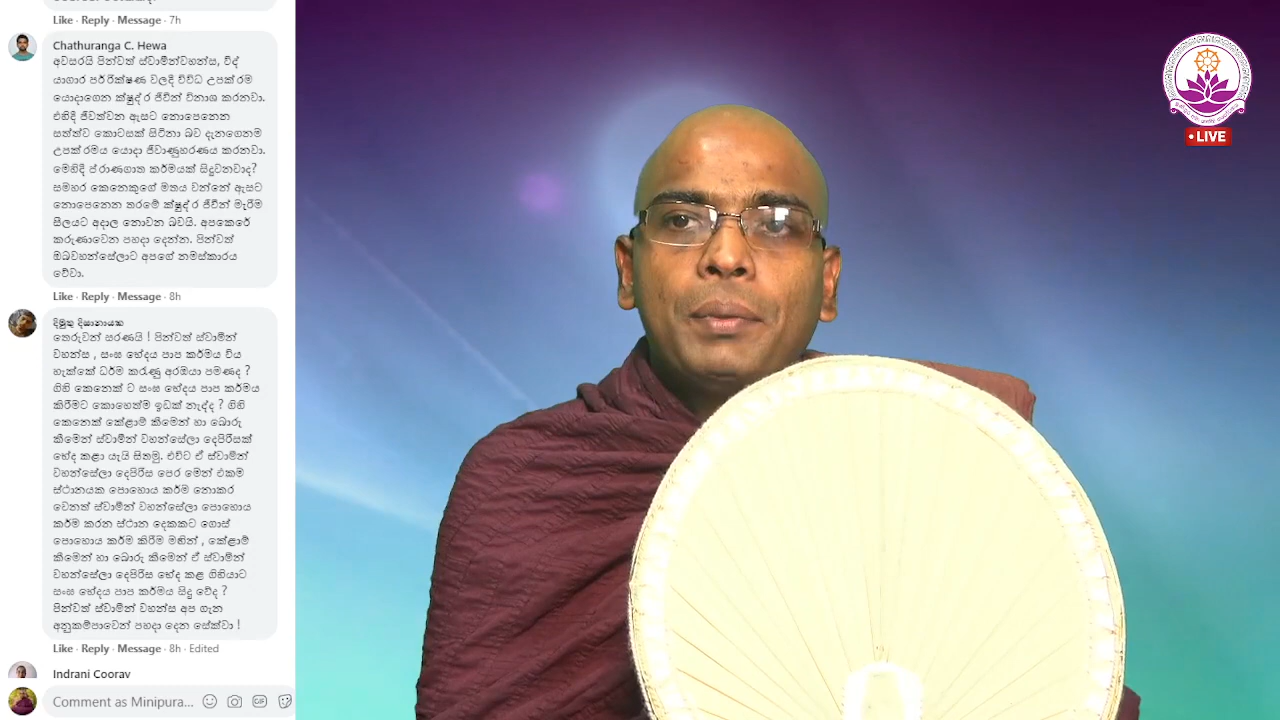 Like · Reply · Message · 7h
Chathuranga C. Hewa
අවසරයි පින්වත් ස්වාමින්වහන්ස, විද්
යාගාර පර්රික්ෂණ වලදී විවිධ උපක් රම
යොදාගෙන ක්ෂුද් ර ජීවින් විනාශ කරනවා.
එහිදී ජීවත්වන ඇසට නොපෙනෙන
සත්ත්ව කොටසක් සිටිනා බව දැනගෙනම
උපක් රමය යොදා ජීවාණුහරණය කරනවා.
මෙහිදී ප් රාණගාත කර්මයක් සිදුවනවාද?
සමහර කෙනෙකුගේ මතය වන්නේ ඇසට
නොපෙනෙන තරමේ ක්ෂුද් ර ජීවින් මැරීම
සීලයට අදාල නොවන බවයි. අපකෙරේ
කරුණාවෙන පහදා දෙන්න. පින්වත්
ඔබවහන්සේලාට අපගේ නමස්කාරය
වේවා.
Like · Reply · Message · 8h
දිමුතු දිසානායක
තෙරුවන් සරණයි ! පින්වත් ස්වාමින්
වහන්ස , සංඝ භේදය පාප කර්මය විය
හැක්කේ ධර්ම කරුණු අරබයා පමණද ?
ගිහි කෙනෙක් ට සංඝ භේදය පාප කර්මය
කිරීමට කොහෙත්ම ඉඩක් නැද්ද ? ගිහි
කෙනෙක් කේළාම් කීමෙන් හා බොරු
කීමෙන් ස්වාමින් වහන්සේලා දෙපිරිසක්
භේද කළා යැයි සිතමු. එවිට ඒ ස්වාමින්
වහන්සේලා දෙපිරිස පෙර මෙන් එකම
ස්ථානයක පොහොය කර්ම නොකර
වෙනත් ස්වාමින් වහන්සේලා පොහොය
කර්ම කරන ස්ථාන දෙකකට ගොස්
පොහොය කර්ම කිරීම මඟින් , කේළාම්
කීමෙන් හා බොරු කීමෙන් ඒ ස්වාමින්
වහන්සේලා දෙපිරිස භේද කළ ගිහියාට
සංඝ භේදය පාප කර්මය සිදු වේද ?
පින්වත් ස්වාමින් වහන්ස අප ගැන
අනුකම්පාවෙන් පහදා දෙන සේක්වා !
Like · Reply · Message · 8h · Edited
Indrani Cooray
Comment as Minipura...
LIVE